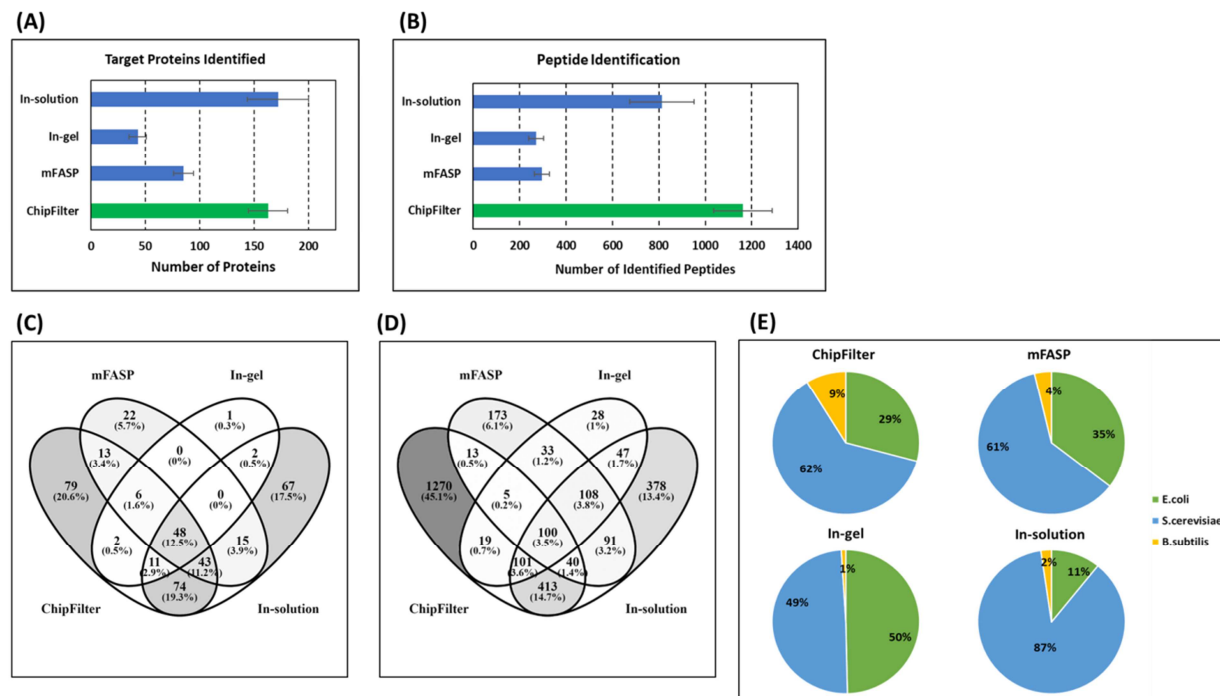 (A)
Target Proteins Identified
In-solution
In-gel
mFASP
ChipFilter
0 50 100 150 200
Number of Proteins
(B)
Peptide Identification
In-solution
In-gel
mFASP
ChipFilter
0 200 400 600 800 1000 1200 1400
Number of Identified Peptides
(C)
mFASP In-gel
22
(5.7%)
1
(0.3%)
13
(3.4%)
0
(0%)
2
(0.5%)
79
(20.6%)
6
(1.6%)
0
(0%)
67
(17.5%)
48
(12.5%)
2
(0.5%)
15
(3.9%)
11
(2.9%)
43
(11.2%)
74
(19.3%)
ChipFilter In-solution
(D)
mFASP In-gel
173
(6.1%)
28
(1%)
13
(0.5%)
33
(1.2%)
47
(1.7%)
1270
(45.1%)
5
(0.2%)
108
(3.8%)
378
(13.4%)
100
(3.5%)
19
(0.7%)
91
(3.2%)
101
(3.6%)
40
(1.4%)
413
(14.7%)
ChipFilter In-solution
(E)
ChipFilter
9%
29%
62%
mFASP
4%
35%
61%
In-gel
1%
49%
50%
In-solution
2%
11%
87%
E.coli
S.cerevisiae
B.subtilis